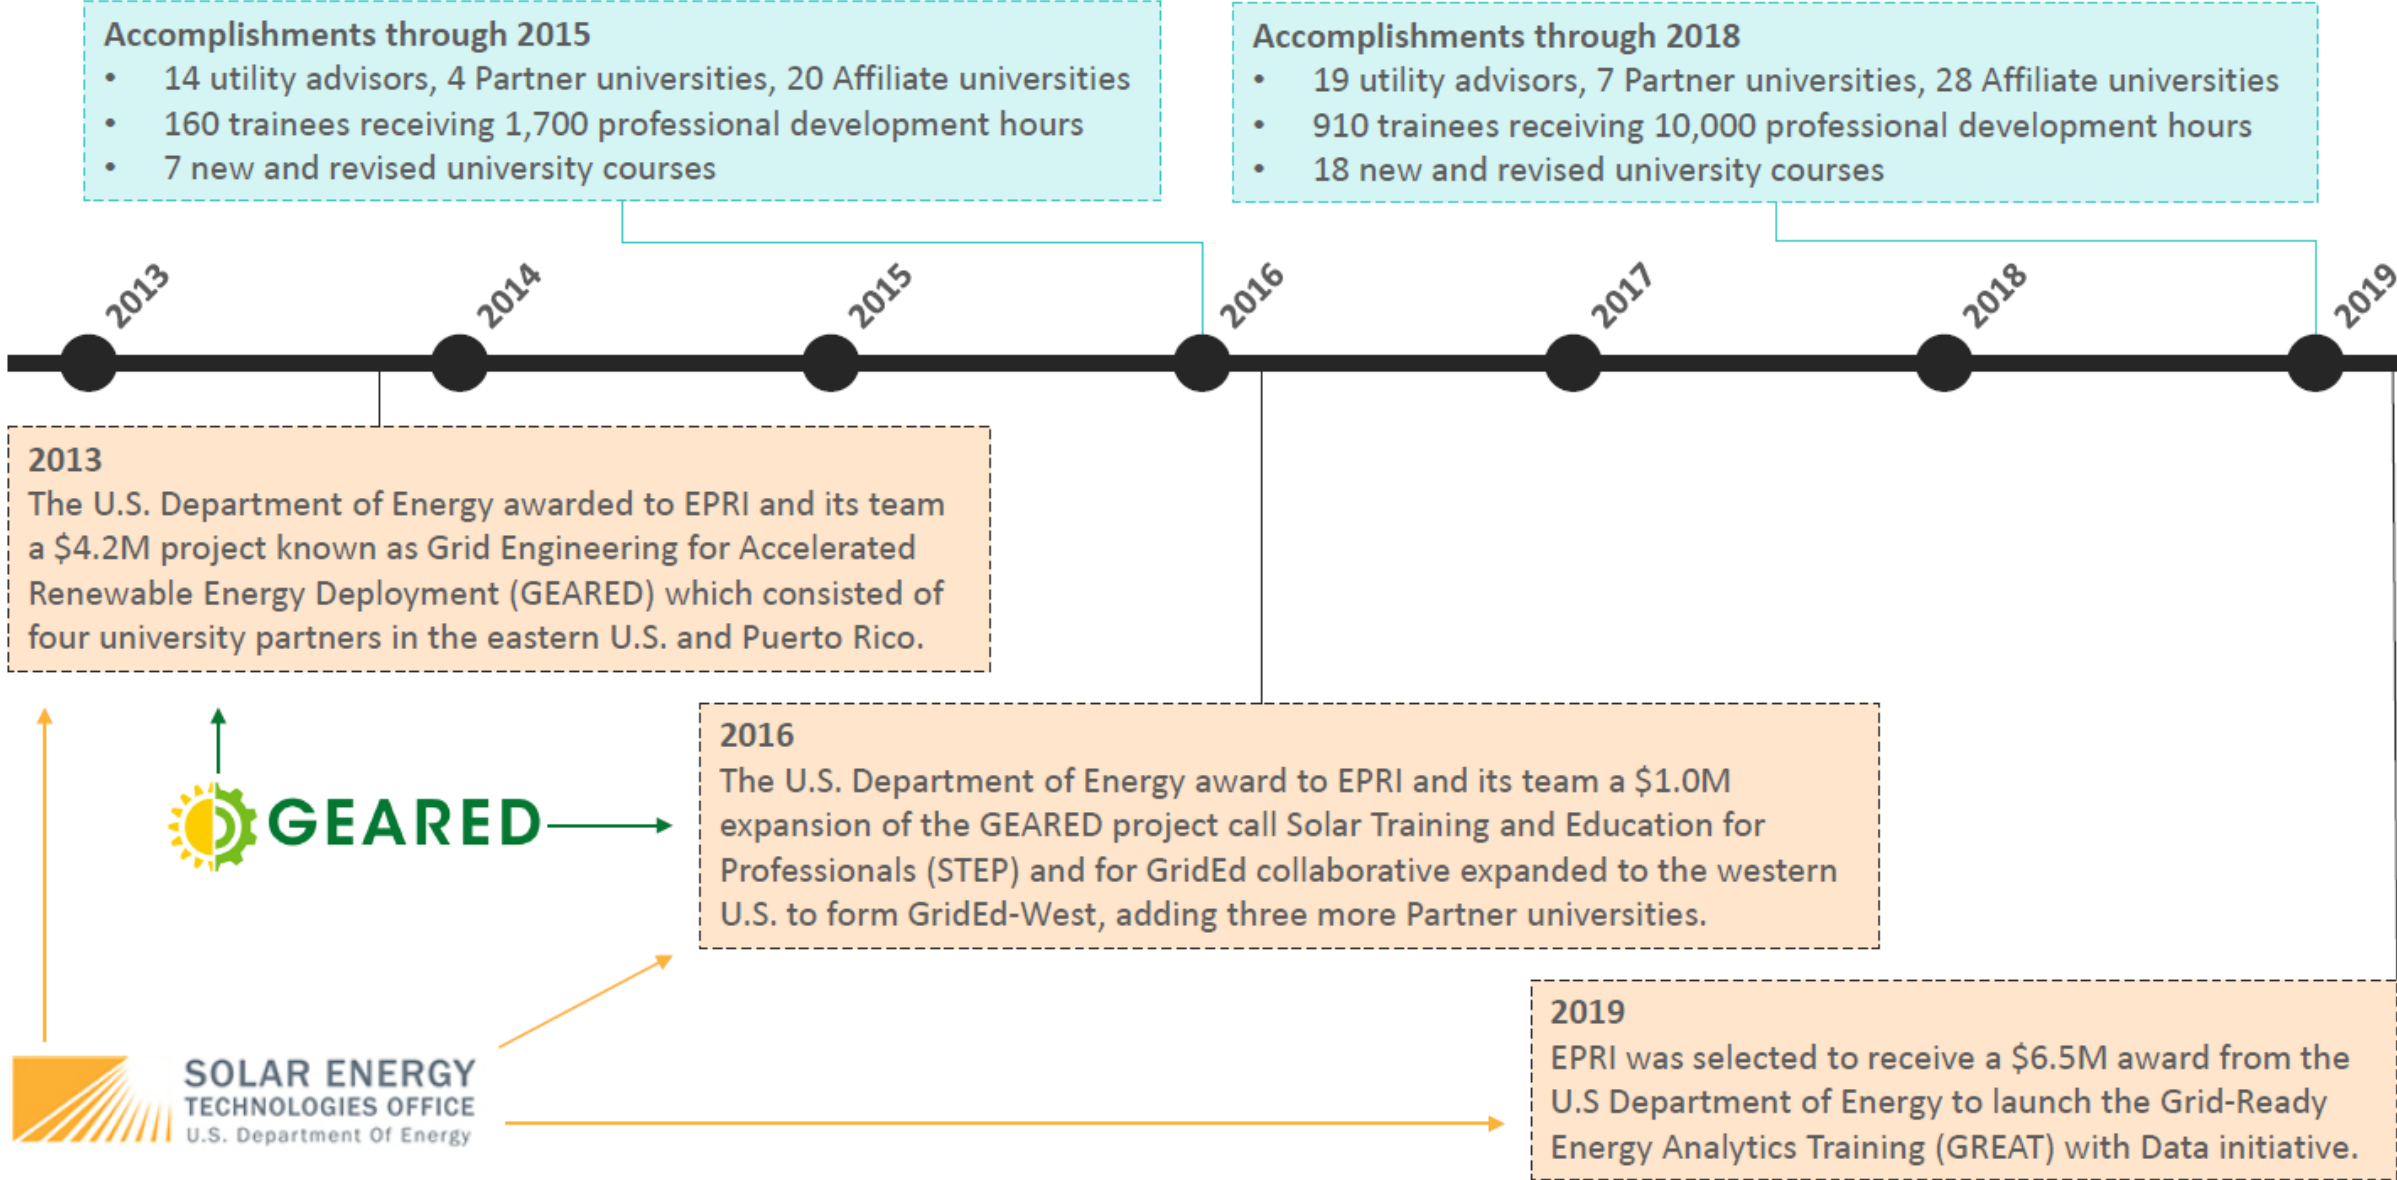 Accomplishments through 2015
• 14 utility advisors, 4 Partner universities, 20 Affiliate universities
• 160 trainees receiving 1,700 professional development hours
• 7 new and revised university courses
Accomplishments through 2018
• 19 utility advisors, 7 Partner universities, 28 Affiliate universities
• 910 trainees receiving 10,000 professional development hours
• 18 new and revised university courses
2013
2014
2015
2016
2017
2018
2019
2013
The U.S. Department of Energy awarded to EPRI and its team
a $4.2M project known as Grid Engineering for Accelerated
Renewable Energy Deployment (GEARED) which consisted of
four university partners in the eastern U.S. and Puerto Rico.
GEARED
2016
The U.S. Department of Energy award to EPRI and its team a $1.0M
expansion of the GEARED project call Solar Training and Education for
Professionals (STEP) and for GridEd collaborative expanded to the western
U.S. to form GridEd-West, adding three more Partner universities.
SOLAR ENERGY
TECHNOLOGIES OFFICE
U.S. Department Of Energy
2019
EPRI was selected to receive a $6.5M award from the
U.S Department of Energy to launch the Grid-Ready
Energy Analytics Training (GREAT) with Data initiative.